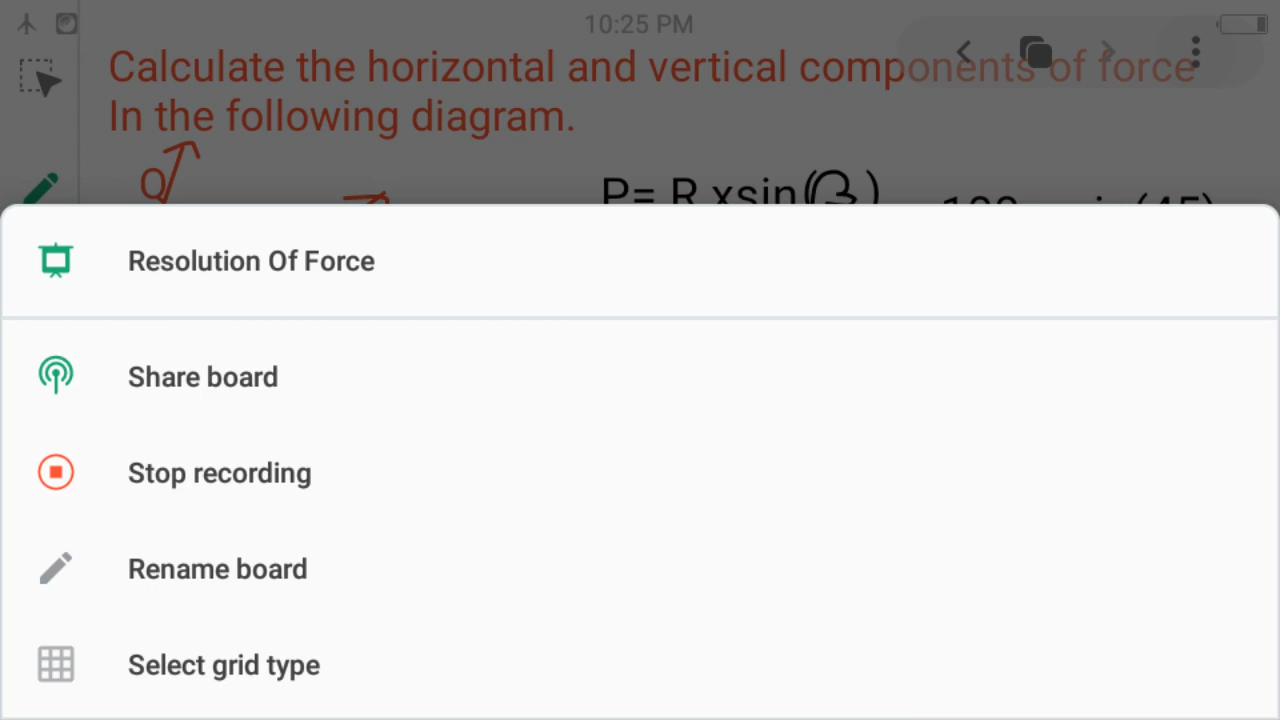 10:25 PM
Calculate the horizontal and vertical components of force
In the following diagram.
Q
P= R xsin(β)
Resolution Of Force
Share board
Stop recording
Rename board
Select grid type